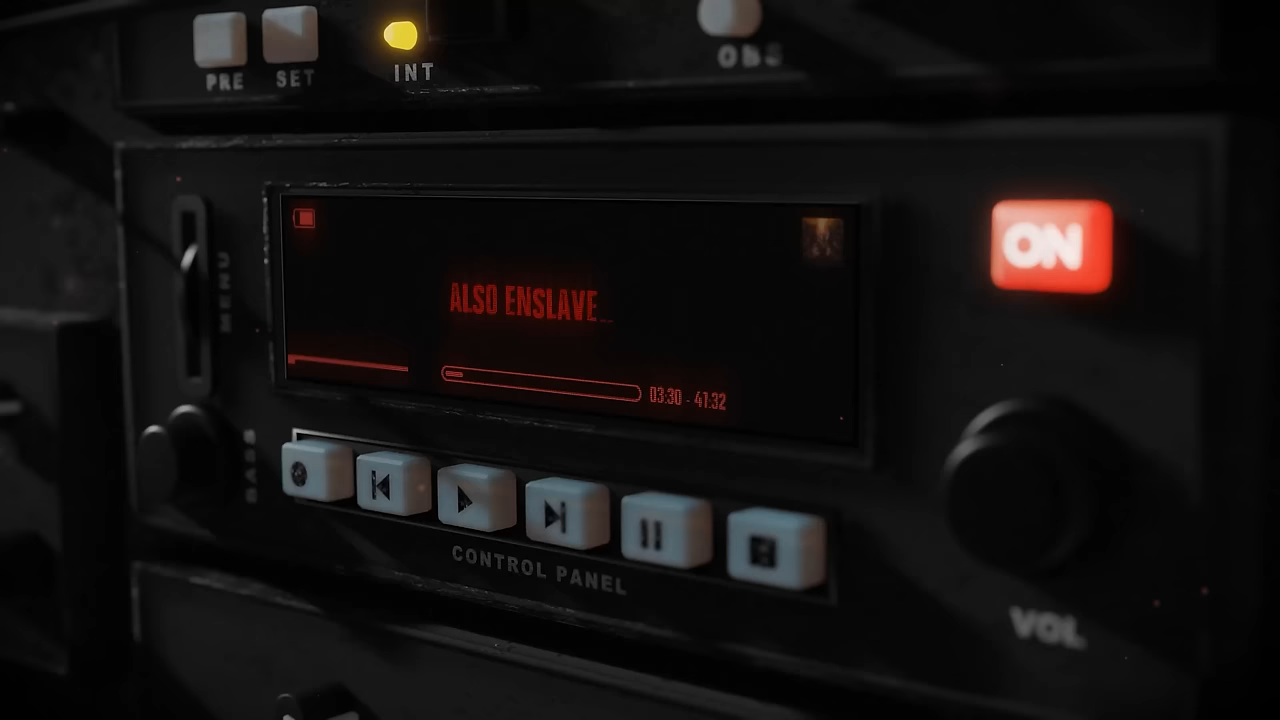 PRE
SET
INT
OBS
MENU
ON
ALSO ENSLAVE_
03:30 - 41:32
BASS
CONTROL PANEL
VOL